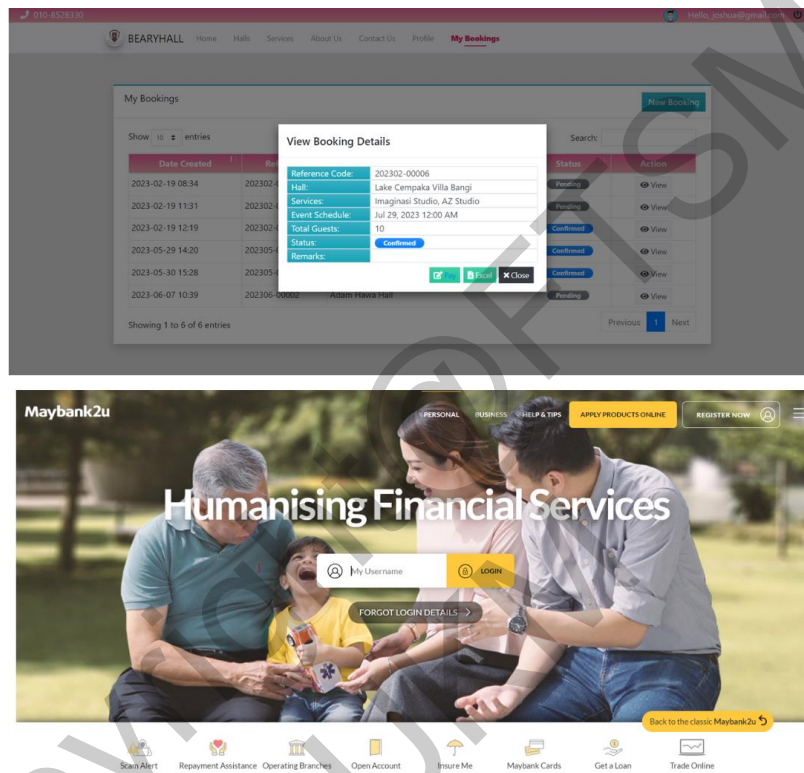 010-8528330
Hello, joshua@gmail.com
BEARYHALL Home Halls Services About Us Contact Us Profile My Bookings
My Bookings
New Booking
Show 10 entries
Search:
Date Created
Status Action
2023-02-19 08:34 Pending View
2023-02-19 11:31 Pending View
2023-02-19 12:19 Confirmed View
2023-05-29 14:20 Confirmed View
2023-05-30 15:28 Confirmed View
2023-06-07 10:39 202306-00002 Adam Hawa Hall Pending View
Showing 1 to 6 of 6 entries
Previous 1 Next
View Booking Details
Reference Code: 202302-00006
Hall: Lake Cempaka Villa Bangi
Services: Imaginasi Studio, AZ Studio
Event Schedule: Jul 29, 2023 12:00 AM
Total Guests: 10
Status: Confirmed
Remarks:
Pay Excel Close
Maybank2u
PERSONAL BUSINESS HELP & TIPS APPLY PRODUCTS ONLINE REGISTER NOW
Humanising Financial Services
My Username LOGIN
FORGOT LOGIN DETAILS
Back to the classic Maybank2u
Scam Alert Repayment Assistance Operating Branches Open Account Insure Me Maybank Cards Get a Loan Trade Online